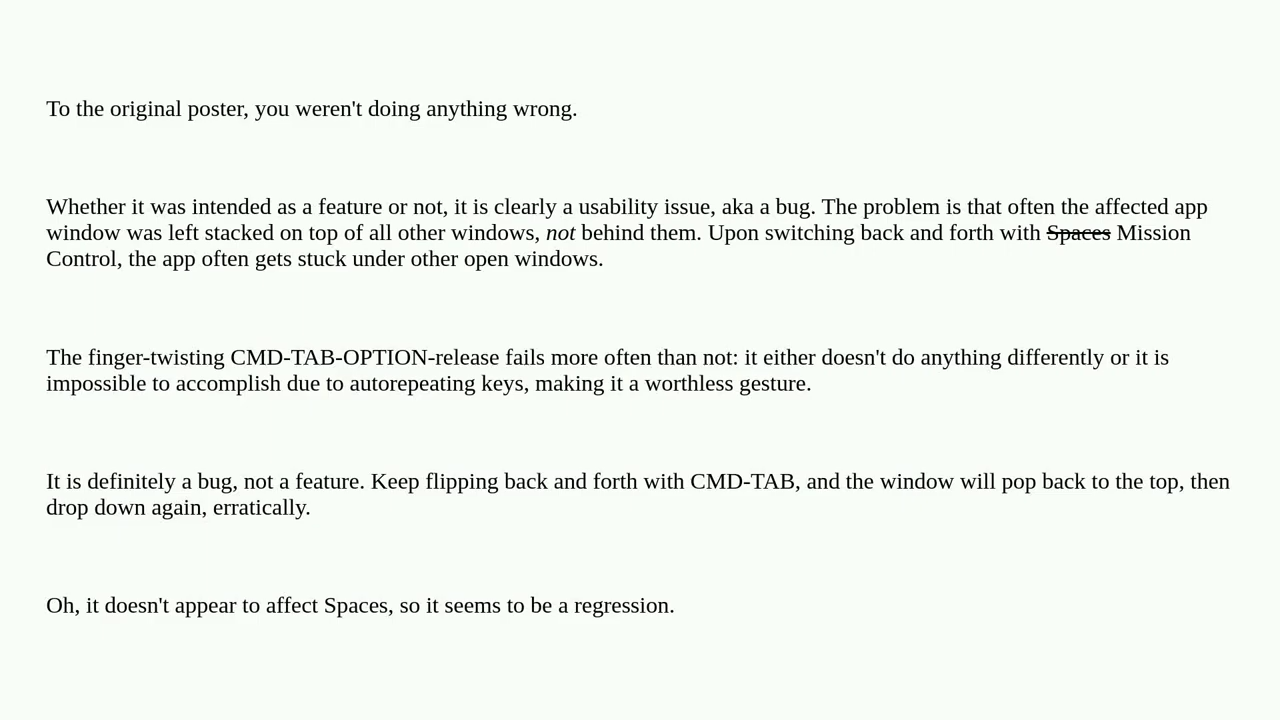 To the original poster, you weren't doing anything wrong.
Whether it was intended as a feature or not, it is clearly a usability issue, aka a bug. The problem is that often the affected app
window was left stacked on top of all other windows, not behind them. Upon switching back and forth with Spaces Mission
Control, the app often gets stuck under other open windows.
The finger-twisting CMD-TAB-OPTION-release fails more often than not: it either doesn't do anything differently or it is
impossible to accomplish due to autorepeating keys, making it a worthless gesture.
It is definitely a bug, not a feature. Keep flipping back and forth with CMD-TAB, and the window will pop back to the top, then
drop down again, erratically.
Oh, it doesn't appear to affect Spaces, so it seems to be a regression.